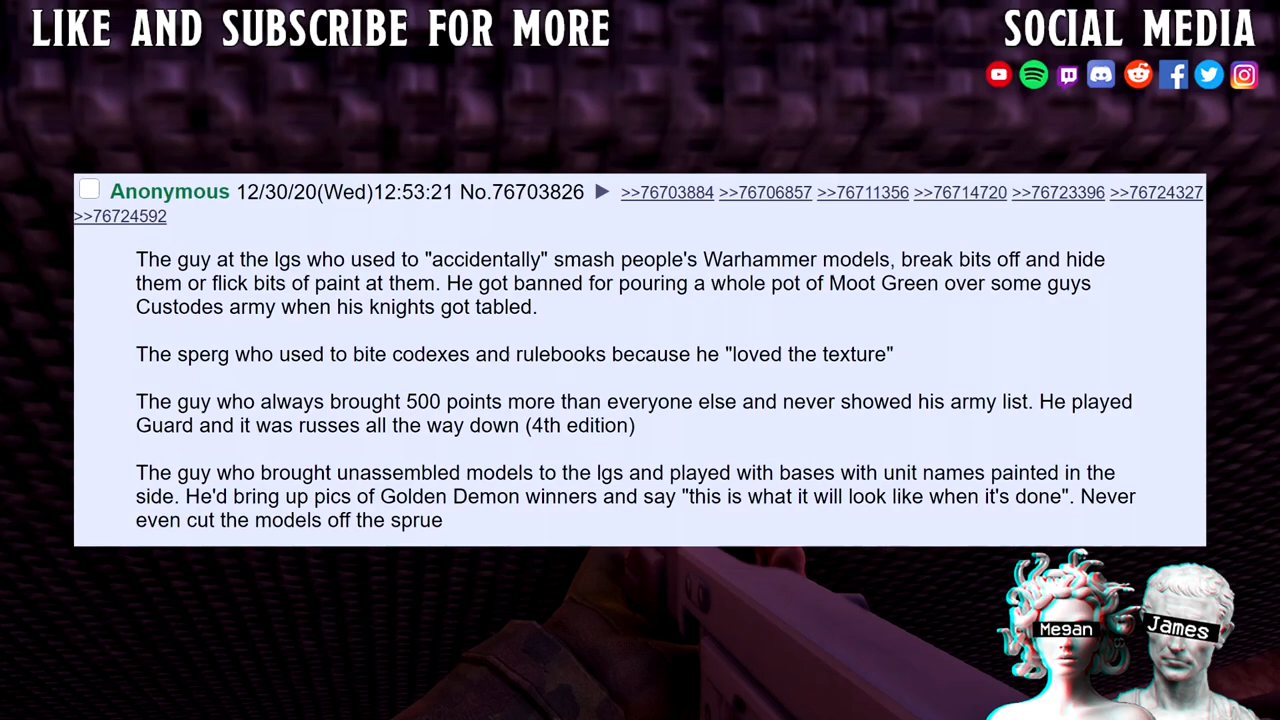 LIKE AND SUBSCRIBE FOR MORE
SOCIAL MEDIA
Anonymous 12/30/20(Wed)12:53:21 No.76703826 ▶ >>76703884 >>76706857 >>76711356 >>76714720 >>76723396 >>76724327
>>76724592
The guy at the lgs who used to "accidentally" smash people's Warhammer models, break bits off and hide
them or flick bits of paint at them. He got banned for pouring a whole pot of Moot Green over some guys
Custodes army when his knights got tabled.
The sperg who used to bite codexes and rulebooks because he "loved the texture"
The guy who always brought 500 points more than everyone else and never showed his army list. He played
Guard and it was russes all the way down (4th edition)
The guy who brought unassembled models to the lgs and played with bases with unit names painted in the
side. He'd bring up pics of Golden Demon winners and say "this is what it will look like when it's done". Never
even cut the models off the sprue
Megan
James